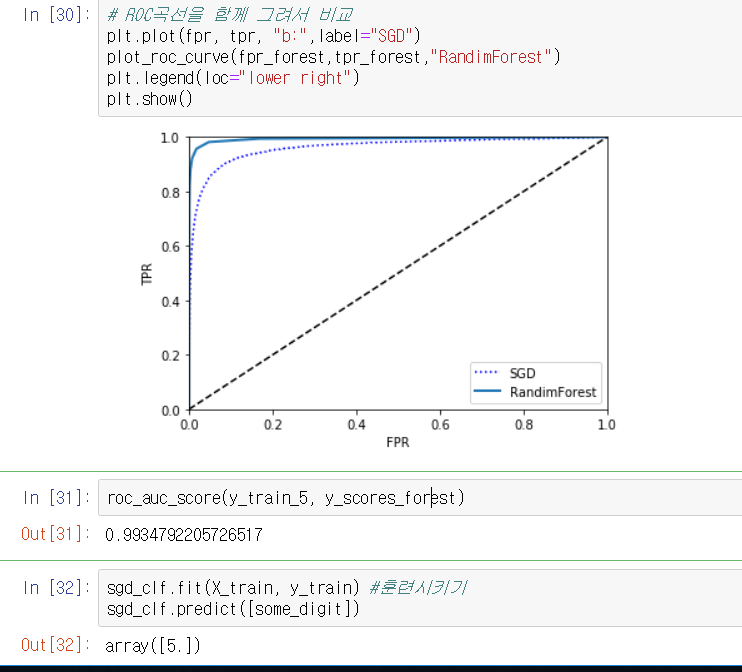 In [30]: # ROC곡선을 함께 그려서 비교
plt.plot(fpr, tpr, "b:",label="SGD")
plot_roc_curve(fpr_forest,tpr_forest,"RandimForest")
plt.legend(loc="lower right")
plt.show()
1.0
0.8
0.6
0.4
0.2
0.0
TPR
0.0 0.2 0.4 0.6 0.8 1.0
FPR
SGD
RandimForest
In [31]: roc_auc_score(y_train_5, y_scores_forest)
Out[31]: 0.9934792205726517
In [32]: sgd_clf.fit(X_train, y_train) #훈련시키기
sgd_clf.predict([some_digit])
Out[32]: array([5.])